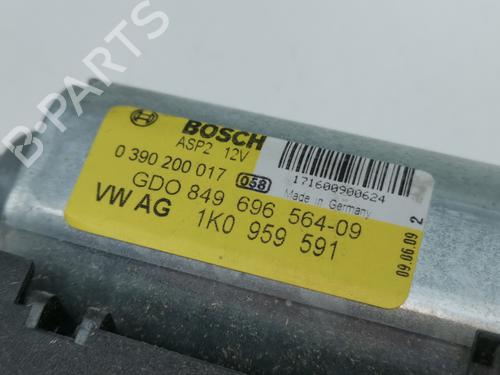 BOSCH
ASP2 12V
0 390 200 017 058
171600900624
Made in Germany
GDO 849 696 564-09
VW AG 1K0 959 591
09.06.09 2